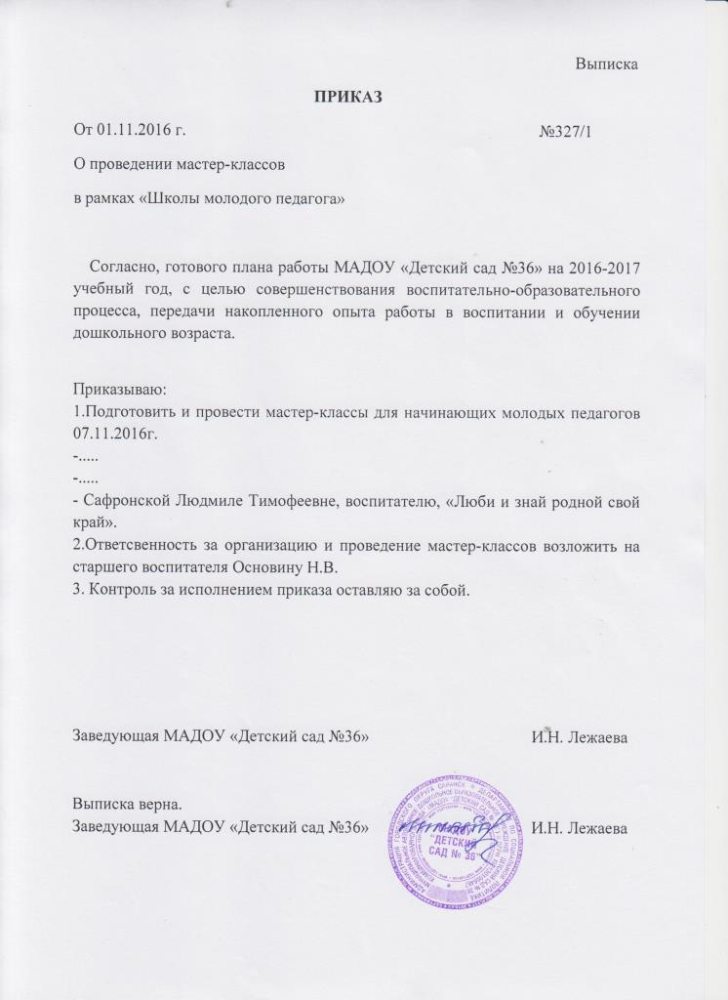 Выписка
ПРИКАЗ
От 01.11.2016 г. №327/1
О проведении мастер-классов
в рамках «Школы молодого педагога»
Согласно, готового плана работы МАДОУ «Детский сад №36» на 2016-2017
учебный год, с целью совершенствования воспитательно-образовательного
процесса, передачи накопленного опыта работы в воспитании и обучении
дошкольного возраста.
Приказываю:
1.Подготовить и провести мастер-классы для начинающих молодых педагогов
07.11.2016г.
-.....
-.....
- Сафронской Людмиле Тимофеевне, воспитателю, «Люби и знай родной свой
край».
2.Ответсвенность за организацию и проведение мастер-классов возложить на
старшего воспитателя Основину Н.В.
3. Контроль за исполнением приказа оставляю за собой.
Заведующая МАДОУ «Детский сад №36» И.Н. Лежаева
Выписка верна.
Заведующая МАДОУ «Детский сад №36» И.Н. Лежаева
"ДЕТСКИЙ
САД № 36"